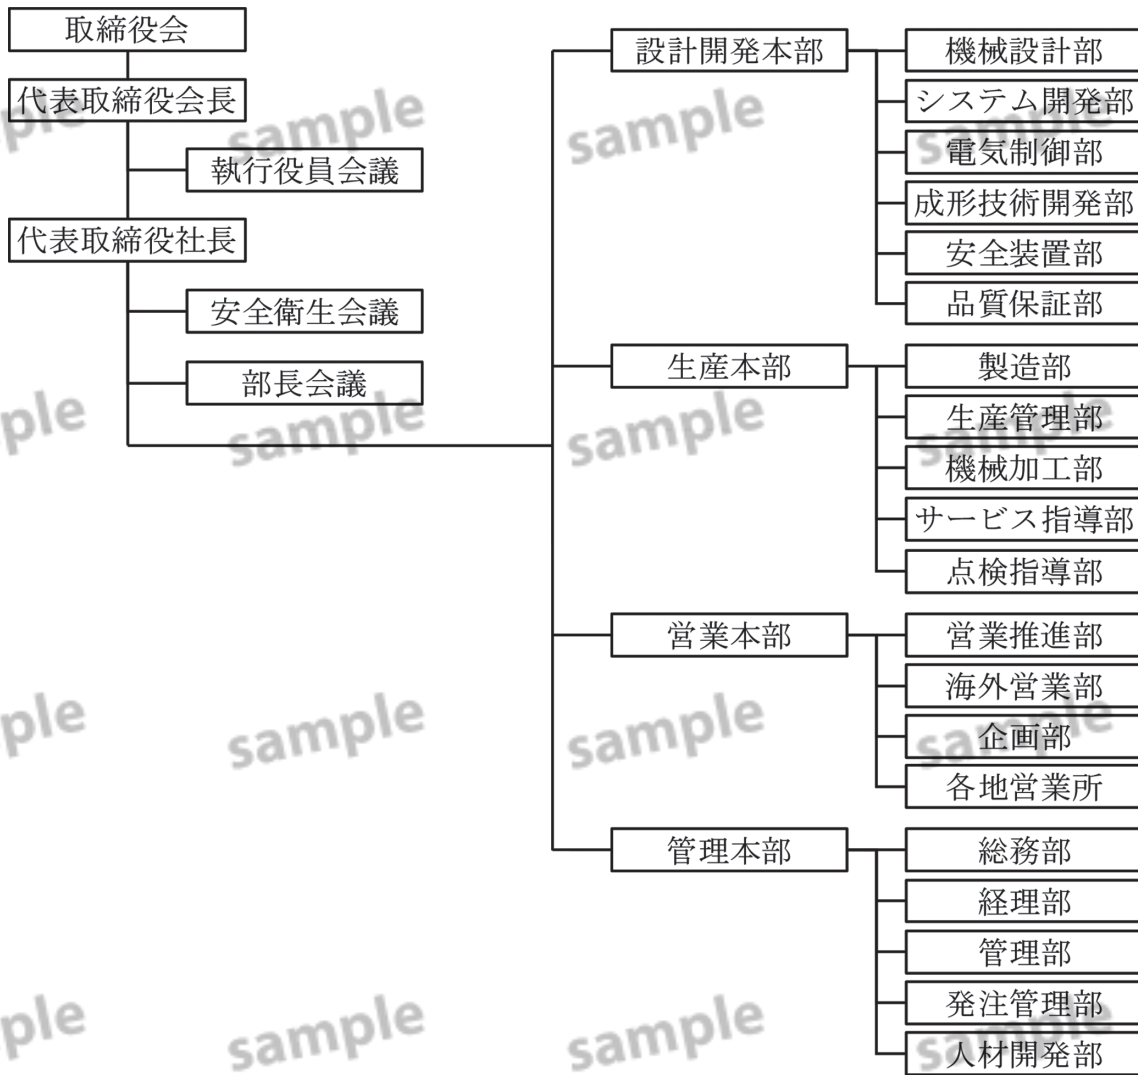 取締役会
代表取締役会長
執行役員会議
代表取締役社長
安全衛生会議
部長会議
設計開発本部
機械設計部
システム開発部
電気制御部
成形技術開発部
安全装置部
品質保証部
生産本部
製造部
生産管理部
機械加工部
サービス指導部
点検指導部
営業本部
営業推進部
海外営業部
企画部
各地営業所
管理本部
総務部
経理部
管理部
発注管理部
人材開発部
sample
sample
sample
sample
sample
sample
sample
sample
sample
sample
sample
sample